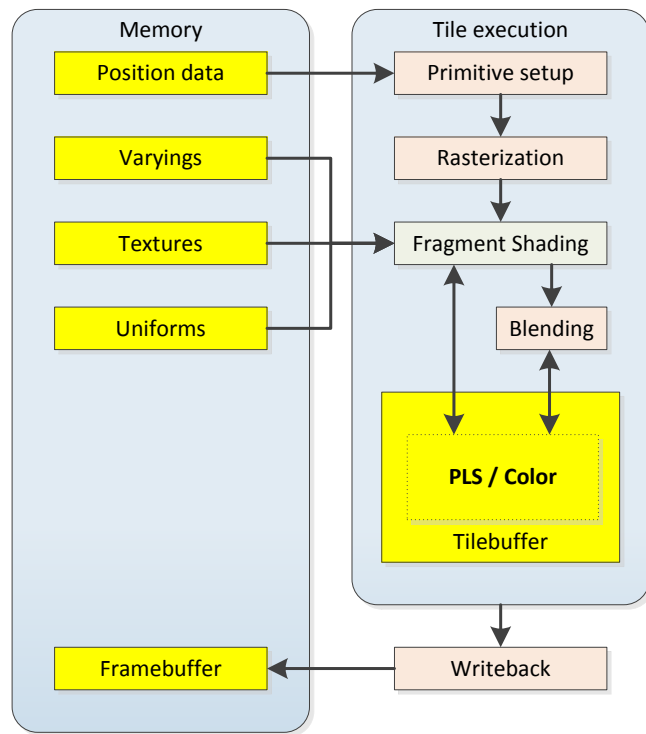 Memory
Position data
Varyings
Textures
Uniforms
Framebuffer
Tile execution
Primitive setup
Rasterization
Fragment Shading
Blending
PLS / Color
Tilebuffer
Writeback